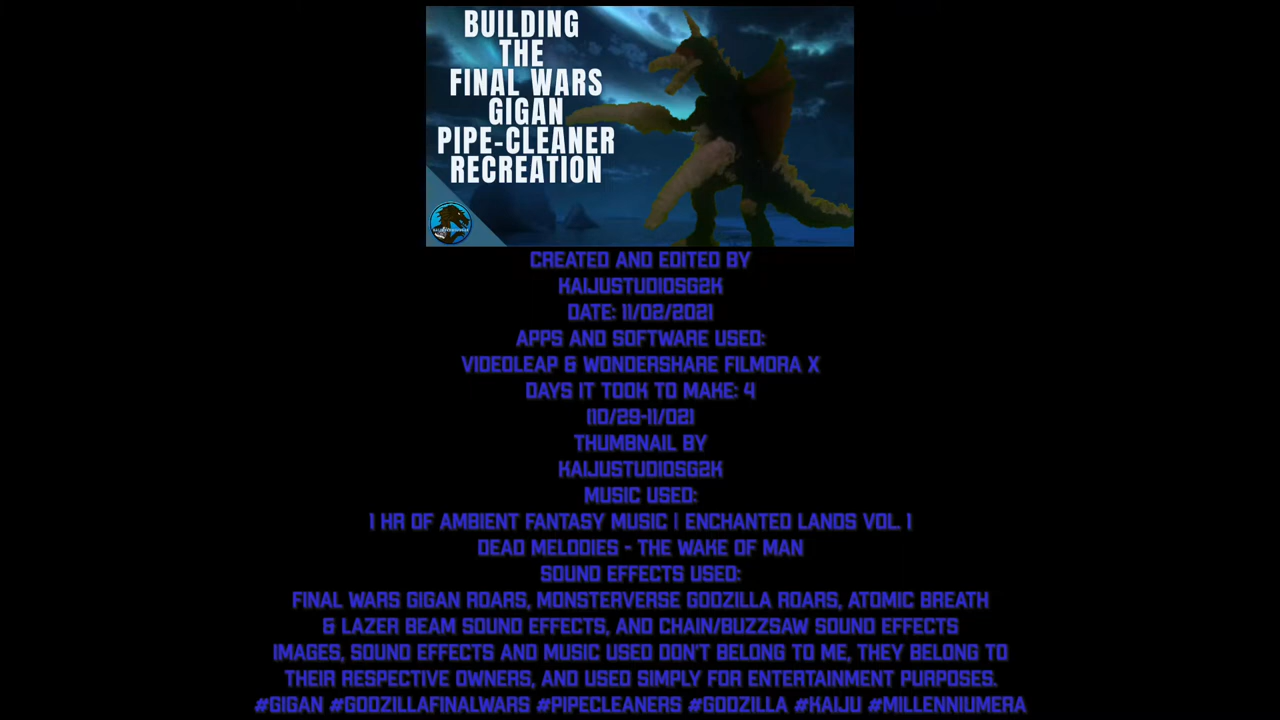 BUILDING
THE
FINAL WARS
GIGAN
PIPE-CLEANER
RECREATION
CREATED AND EDITED BY
KAIJUSTUDIOSG2K
DATE: 11/02/2021
APPS AND SOFTWARE USED:
VIDEOLEAP & WONDERSHARE FILMORA X
DAYS IT TOOK TO MAKE: 4
(10/29-11/02)
THUMBNAIL BY
KAIJUSTUDIOSG2K
MUSIC USED:
1 HR OF AMBIENT FANTASY MUSIC | ENCHANTED LANDS VOL. 1
DEAD MELODIES - THE WAKE OF MAN
SOUND EFFECTS USED:
FINAL WARS GIGAN ROARS, MONSTERVERSE GODZILLA ROARS, ATOMIC BREATH
& LAZER BEAM SOUND EFFECTS, AND CHAIN/BUZZSAW SOUND EFFECTS
IMAGES, SOUND EFFECTS AND MUSIC USED DON'T BELONG TO ME, THEY BELONG TO
THEIR RESPECTIVE OWNERS, AND USED SIMPLY FOR ENTERTAINMENT PURPOSES.
#GIGAN #GODZILLAFINALWARS #PIPECLEANERS #GODZILLA #KAIJU #MILLENNIUMERA